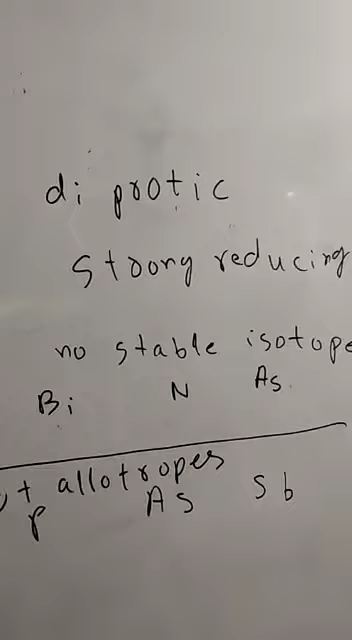 di protic
strong reducing
no stable isotope
Bi N As
allotropes
P As Sb